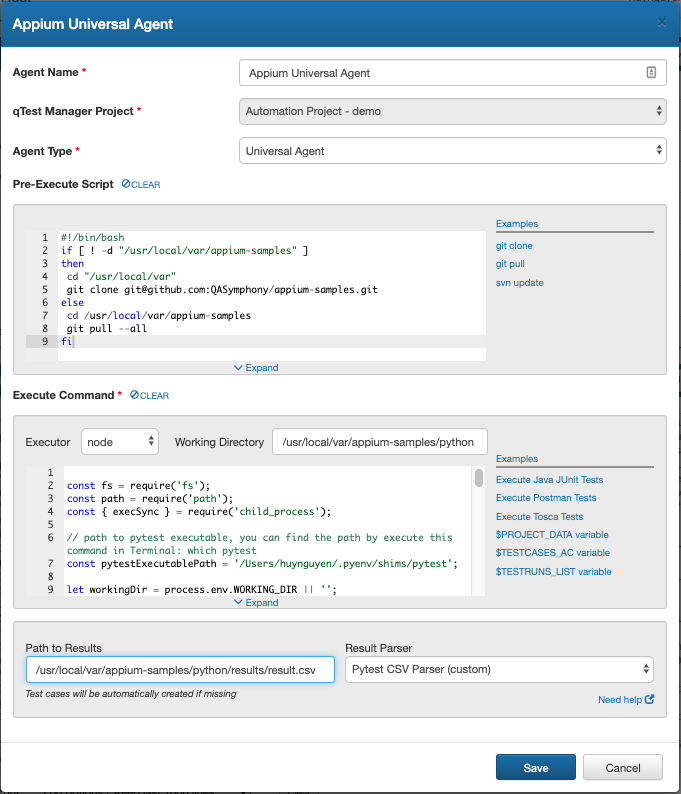 Appium Universal Agent
×
Agent Name *
Appium Universal Agent
qTest Manager Project *
Automation Project - demo
Agent Type *
Universal Agent
Pre-Execute Script
CLEAR
1 #!/bin/bash
2 if [ ! -d "/usr/local/var/appium-samples" ]
3 then
4 cd "/usr/local/var"
5 git clone git@github.com:QASymphony/appium-samples.git
6 else
7 cd /usr/local/var/appium-samples
8 git pull --all
9 fi
Examples
git clone
git pull
svn update
Expand
Execute Command *
CLEAR
Executor
node
Working Directory
/usr/local/var/appium-samples/python
1
2 const fs = require('fs');
3 const path = require('path');
4 const { execSync } = require('child_process');
5
6 // path to pytest executable, you can find the path by execute this
command in Terminal: which pytest
7 const pytestExecutablePath = '/Users/huynguyen/.pyenv/shims/pytest';
8
9 let workingDir = process.env.WORKING_DIR || '';
Examples
Execute Java JUnit Tests
Execute Postman Tests
Execute Tosca Tests
$PROJECT_DATA variable
$TESTCASES_AC variable
$TESTRUNS_LIST variable
Expand
Path to Results
Result Parser
/usr/local/var/appium-samples/python/results/result.csv
Pytest CSV Parser (custom)
Test cases will be automatically created if missing
Need help
Save
Cancel